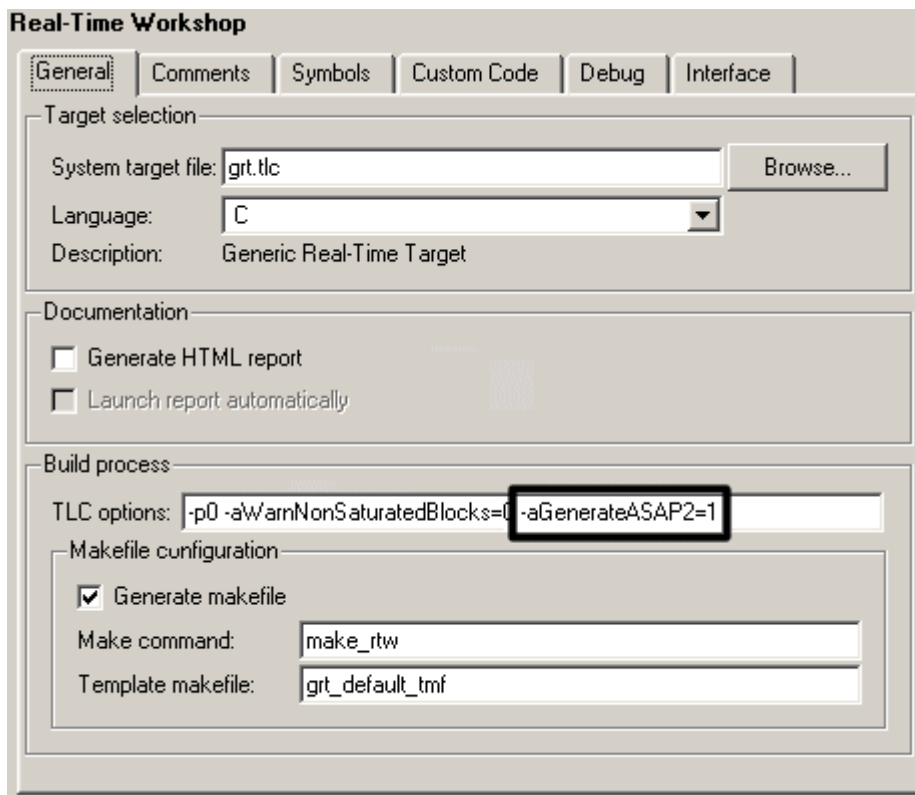 Real-Time Workshop
General Comments Symbols Custom Code Debug Interface
Target selection
System target file: grt.tlc Browse...
Language: C
Description: Generic Real-Time Target
Documentation
Generate HTML report
Launch report automatically
Build process
TLC options: -p0 -aWarnNonSaturatedBlocks=0 -aGenerateASAP2=1
Makefile configuration
Generate makefile
Make command: make_rtw
Template makefile: grt_default_tmf